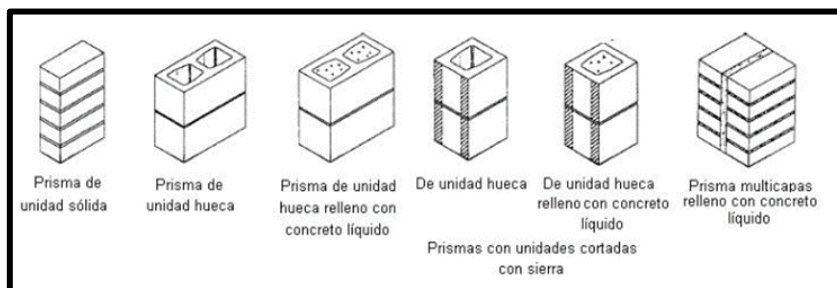 Prisma de
unidad sólida
Prisma de
unidad hueca
Prisma de unidad
hueca relleno con
concreto líquido
De unidad hueca
De unidad hueca
relleno con concreto
líquido
Prismas con unidades cortadas
con sierra
Prisma multicapas
relleno con concreto
líquido